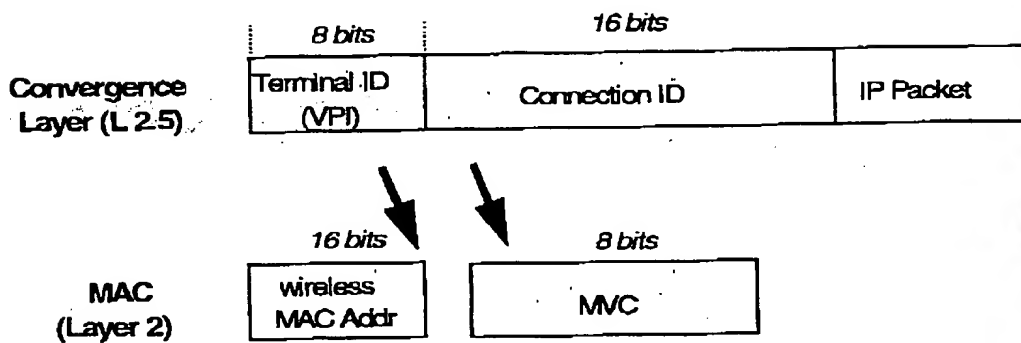 8 bits
16 bits
Convergence
Layer (L 2.5)
Terminal ID
(VPI)
Connection ID
IP Packet
16 bits
8 bits
MAC
(Layer 2)
wireless
MAC Addr
MVC